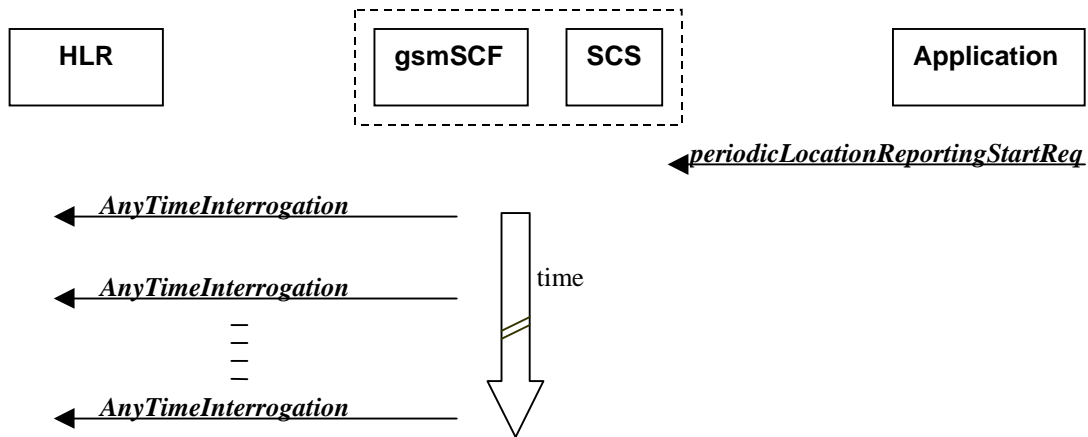 HLR
gsmSCF
SCS
Application
periodicLocationReportingStartReq
AnyTimeInterrogation
AnyTimeInterrogation
time
AnyTimeInterrogation